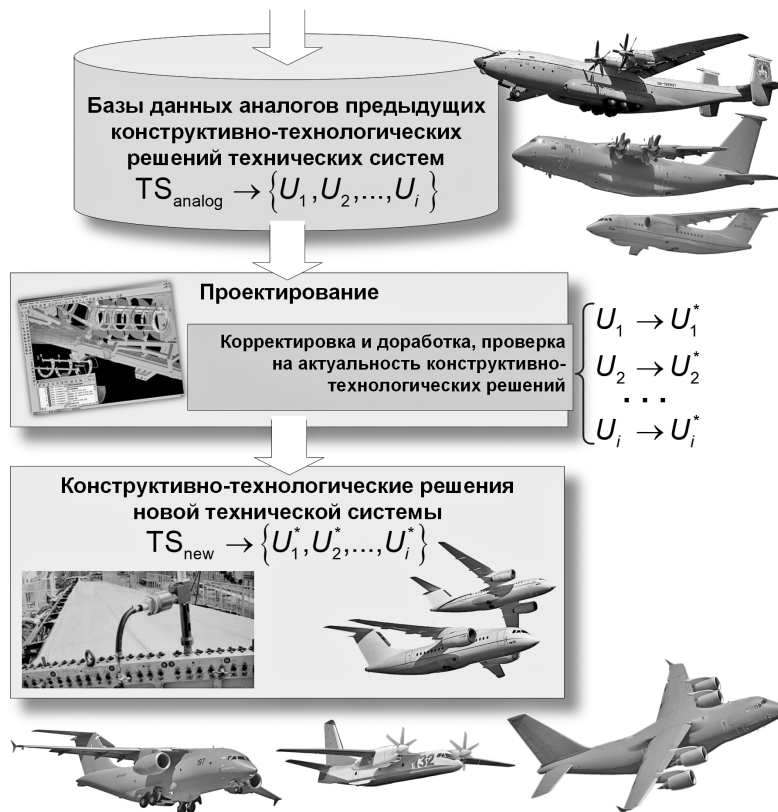 Базы данных аналогов предыдущих
конструктивно-технологических
решений технических систем
TS_analog → {U_1, U_2, ..., U_i}
Проектирование
Корректировка и доработка, проверка
на актуальность конструктивно-
технологических решений
U_1 → U_1^*
U_2 → U_2^*
. . .
U_i → U_i^*
Конструктивно-технологические решения
новой технической системы
TS_new → {U_1^*, U_2^*, ..., U_i^*}
32